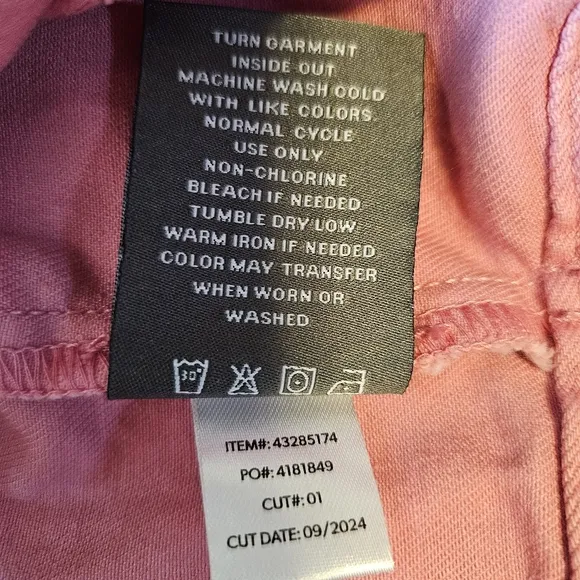 TURN GARMENT
INSIDE OUT
MACHINE WASH COLD
WITH LIKE COLORS
NORMAL CYCLE
USE ONLY
NON-CHLORINE
BLEACH IF NEEDED
TUMBLE DRY LOW
WARM IRON IF NEEDED
COLOR MAY TRANSFER
WHEN WORN OR
WASHED
30°
ITEM#: 43285174
PO#: 4181849
CUT#: 01
CUT DATE: 09/2024